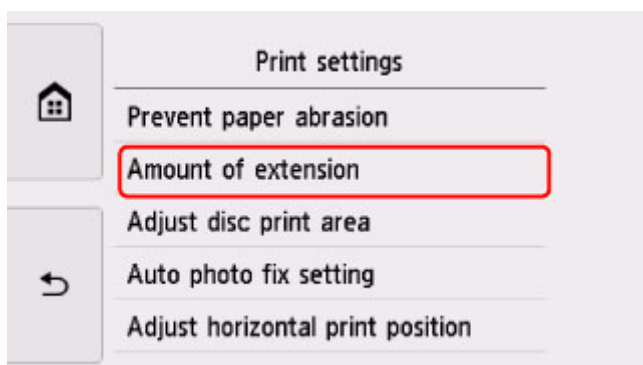 Print settings
Prevent paper abrasion
Amount of extension
Adjust disc print area
Auto photo fix setting
Adjust horizontal print position